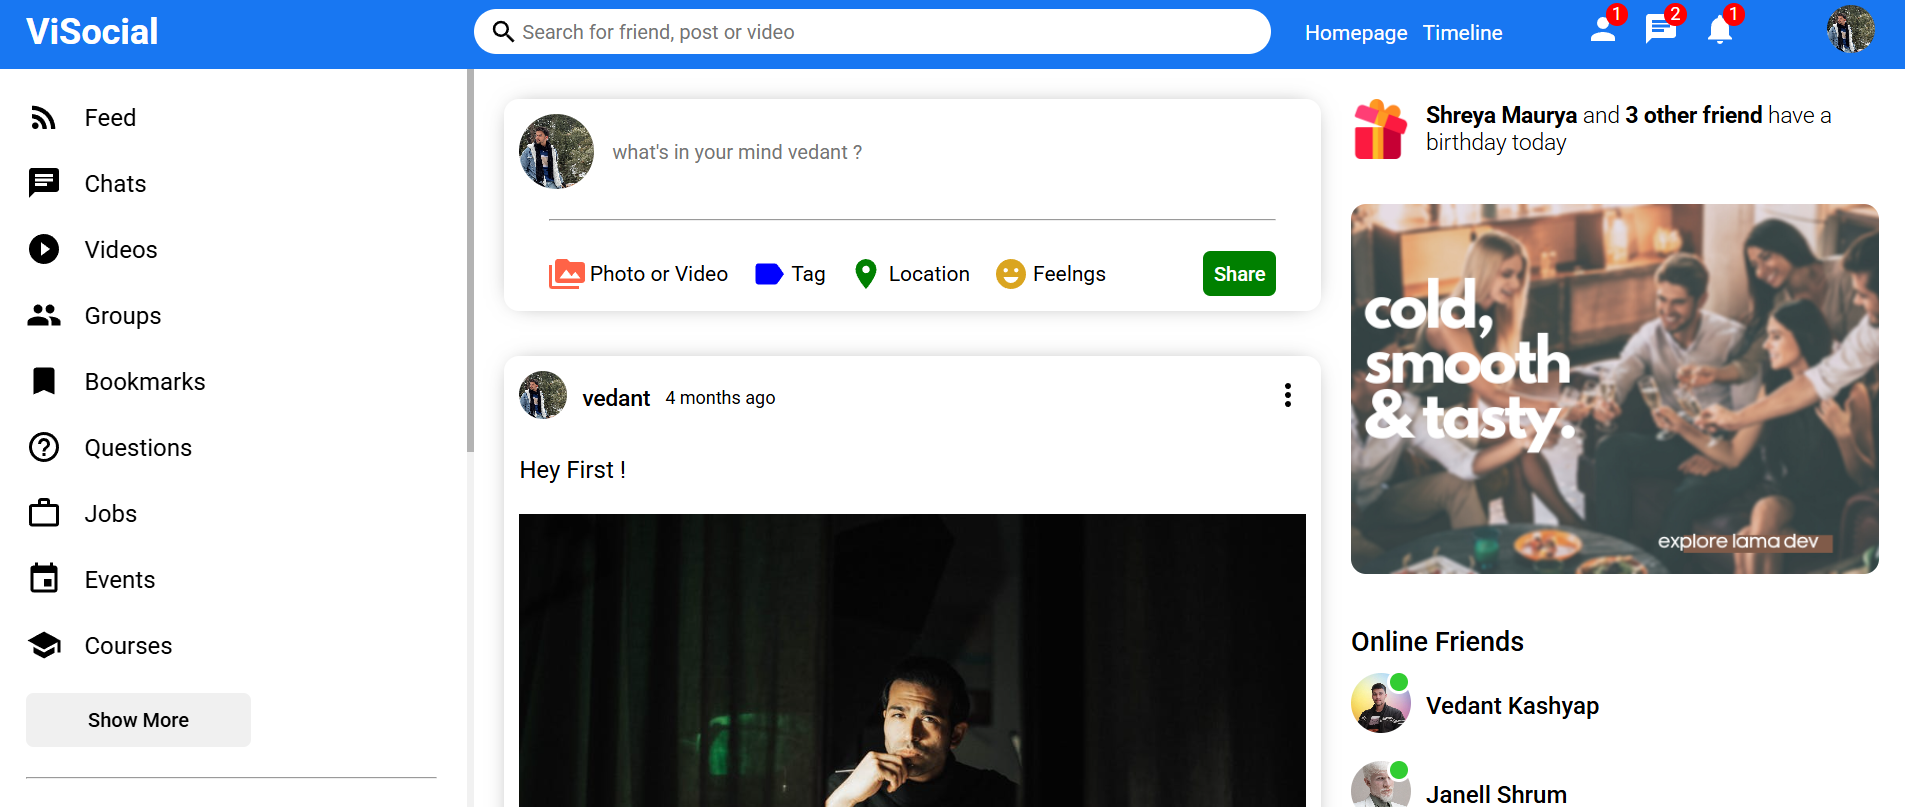 ViSocial
Search for friend, post or video
Homepage Timeline
1
2
1
Feed
Chats
Videos
Groups
Bookmarks
Questions
Jobs
Events
Courses
Show More
what's in your mind vedant ?
Photo or Video Tag Location Feelngs Share
vedant 4 months ago
Hey First !
Shreya Maurya and 3 other friend have a
birthday today
cold,
smooth
& tasty.
explore lama dev
Online Friends
Vedant Kashyap
Janell Shrum